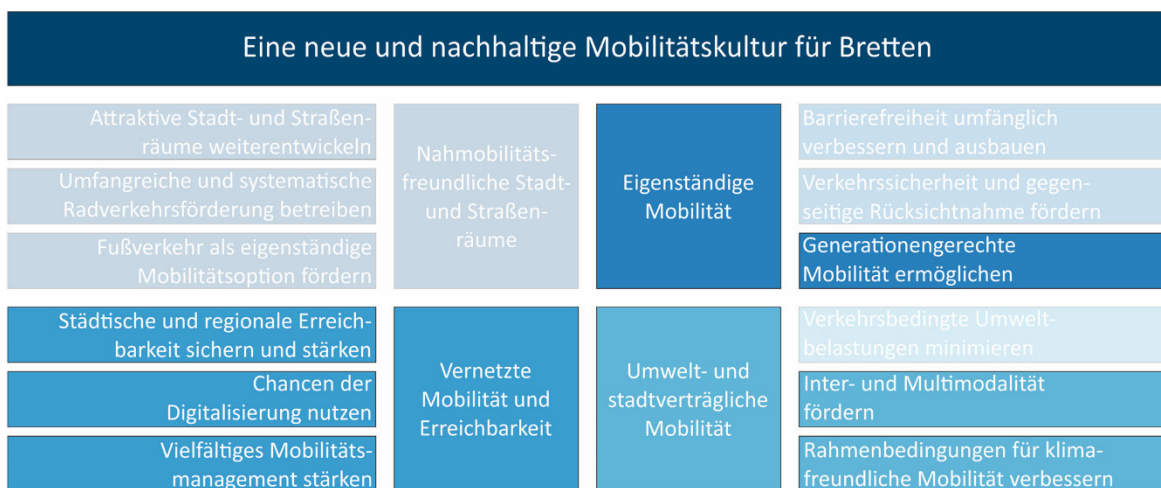 Eine neue und nachhaltige Mobilitätskultur für Bretten
Attraktive Stadt- und Straßen-
räume weiterentwickeln
Umfangreiche und systematische
Radverkehrsförderung betreiben
Fußverkehr als eigenständige
Mobilitätsoption fördern
Nahmobilitäts-
freundliche Stadt-
und Straßen-
räume
Eigenständige
Mobilität
Barrierefreiheit umfänglich
verbessern und ausbauen
Verkehrssicherheit und gegen-
seitige Rücksichtnahme fördern
Generationengerechte
Mobilität ermöglichen
Städtische und regionale Erreich-
barkeit sichern und stärken
Chancen der
Digitalisierung nutzen
Vielfältiges Mobilitäts-
management stärken
Vernetzte
Mobilität und
Erreichbarkeit
Umwelt- und
stadtverträgliche
Mobilität
Verkehrsbedingte Umwelt-
belastungen minimieren
Inter- und Multimodalität
fördern
Rahmenbedingungen für klima-
freundliche Mobilität verbessern